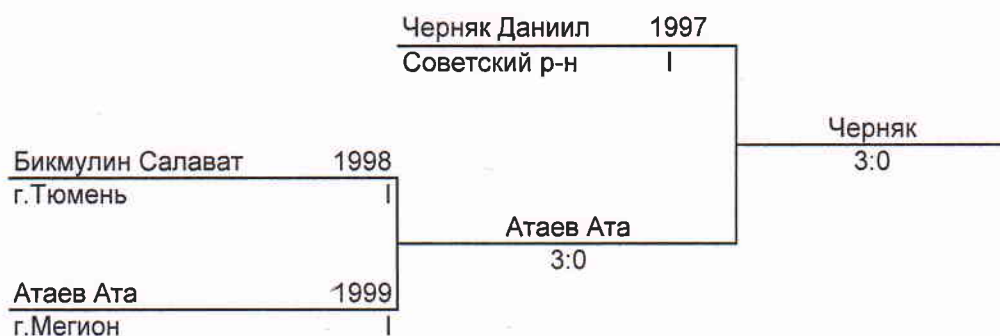 Черняк Даниил 1997
Советский р-н I
Черняк
3:0
Бикмулин Салават 1998
г.Тюмень I
Атаев Ата
3:0
Атаев Ата 1999
г.Мегион I